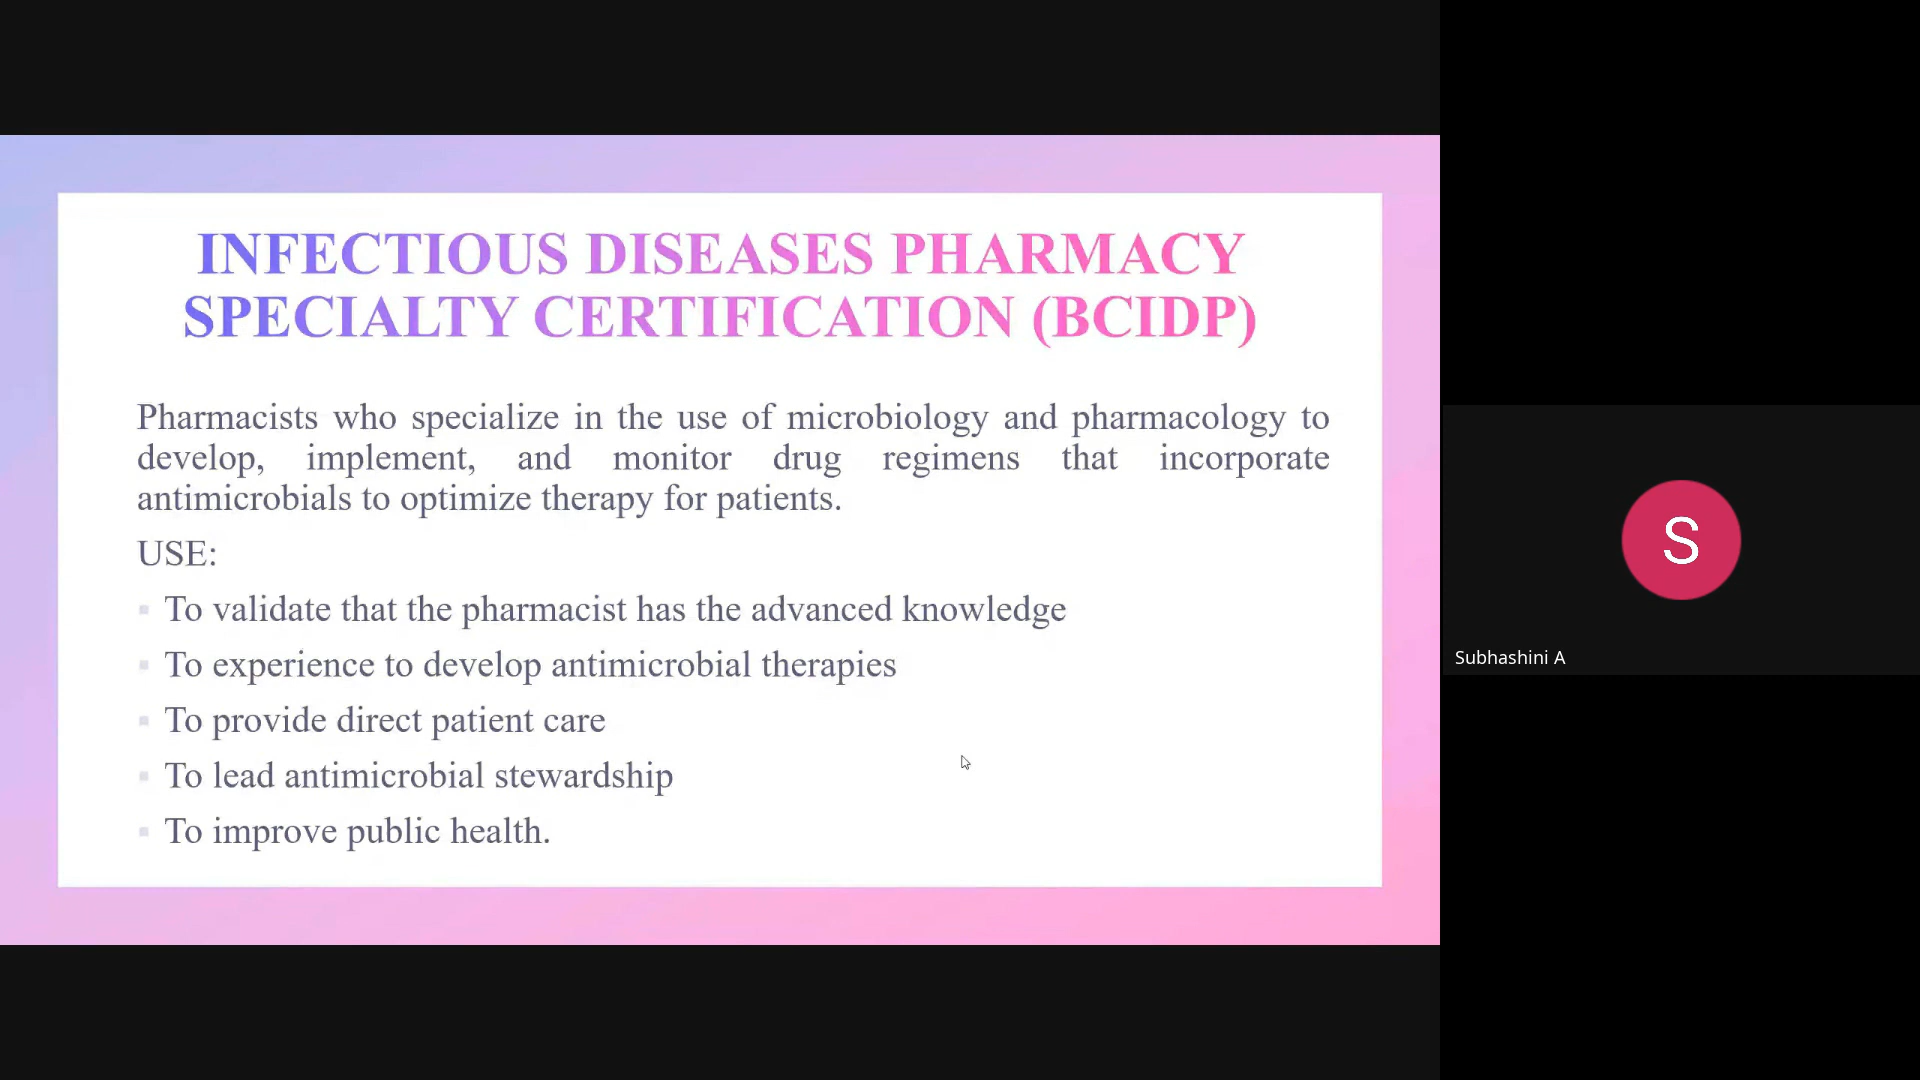 INFECTIOUS DISEASES PHARMACY
SPECIALTY CERTIFICATION (BCIDP)
Pharmacists who specialize in the use of microbiology and pharmacology to
develop, implement, and monitor drug regimens that incorporate
antimicrobials to optimize therapy for patients.
USE:
To validate that the pharmacist has the advanced knowledge
To experience to develop antimicrobial therapies
To provide direct patient care
To lead antimicrobial stewardship
To improve public health.
S
Subhashini A